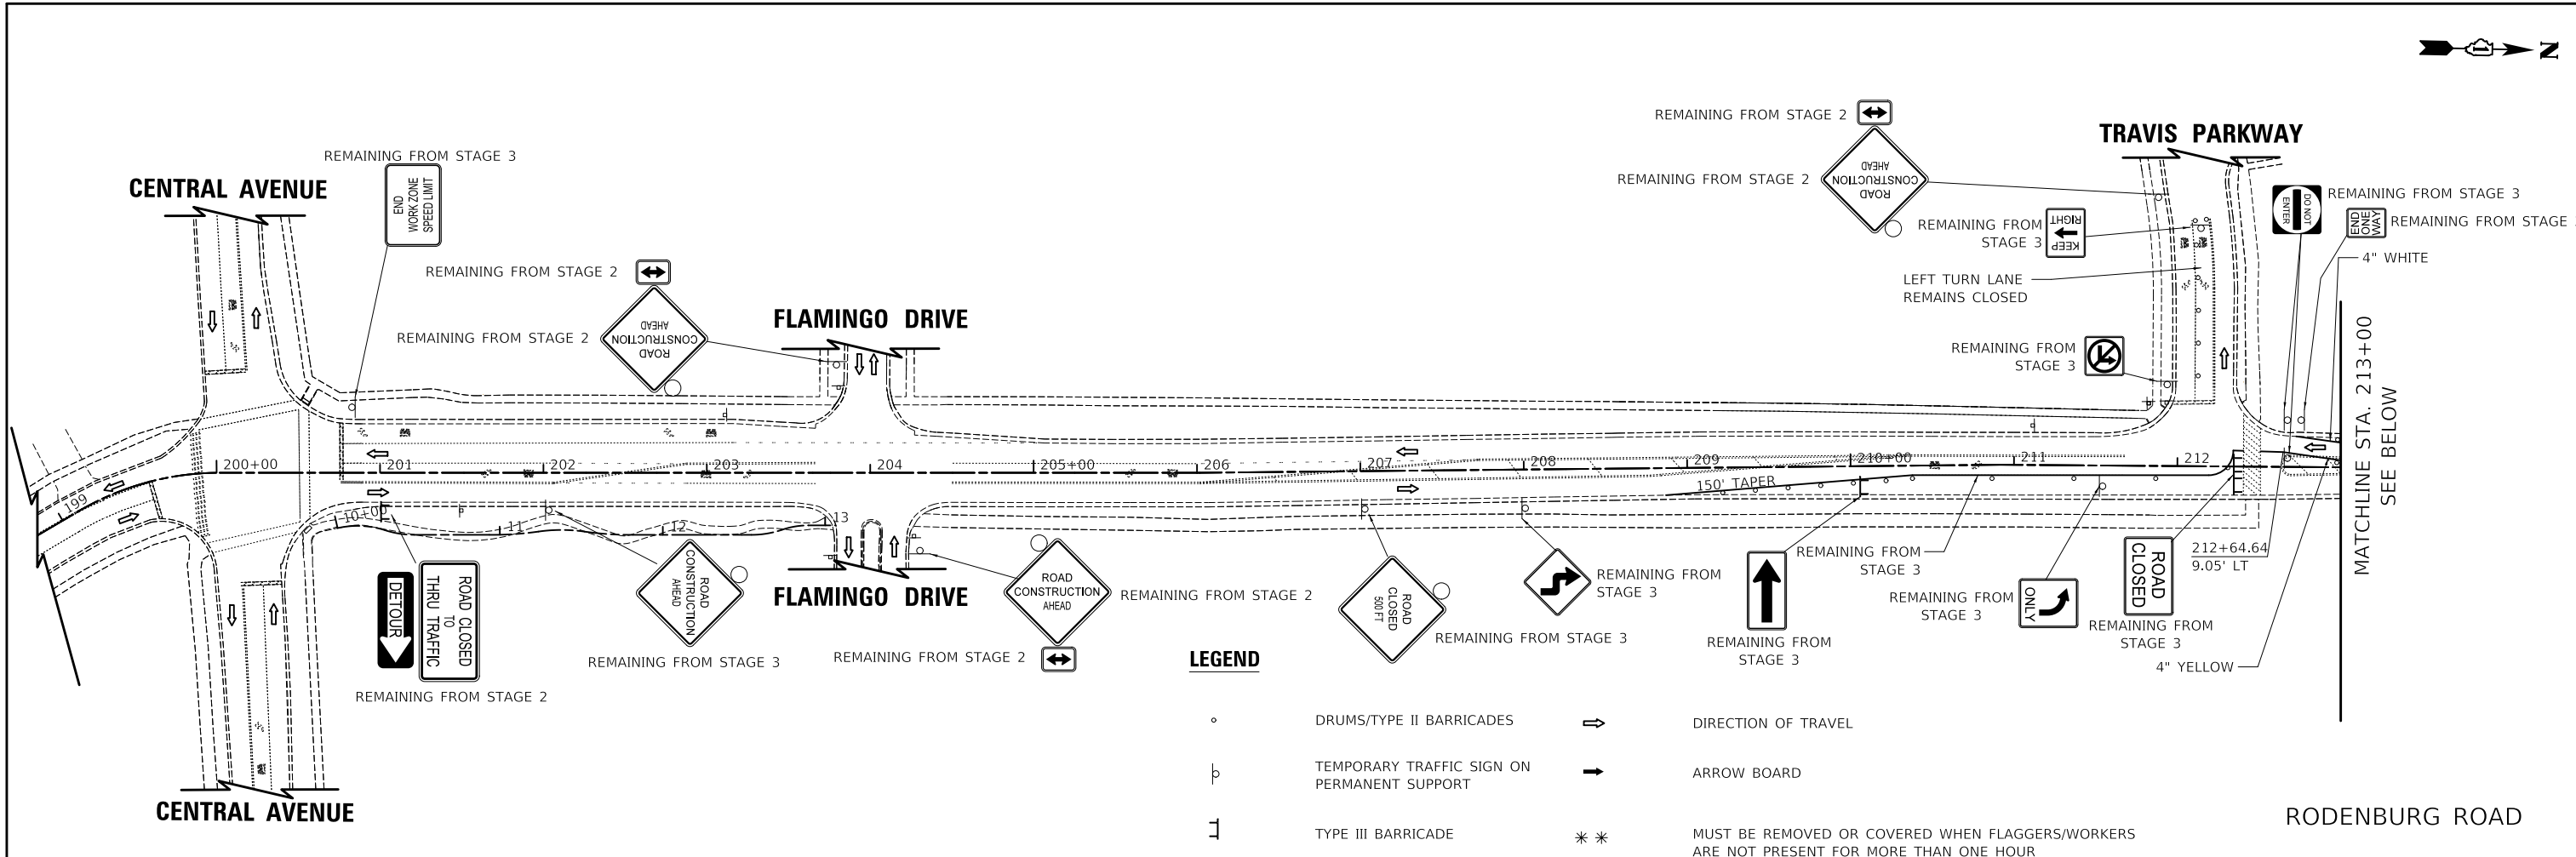 N
REMAINING FROM STAGE 3
END
WORK ZONE
SPEED LIMIT
CENTRAL AVENUE
REMAINING FROM STAGE 2
REMAINING FROM STAGE 2
ROAD
CONSTRUCTION
AHEAD
FLAMINGO DRIVE
REMAINING FROM STAGE 2
REMAINING FROM STAGE 2
ROAD
CONSTRUCTION
AHEAD
TRAVIS PARKWAY
REMAINING FROM
STAGE 3
KEEP
RIGHT
LEFT TURN LANE
REMAINS CLOSED
REMAINING FROM
STAGE 3
DO NOT
ENTER
REMAINING FROM STAGE 3
END
ONE
WAY
REMAINING FROM STAGE
4" WHITE
MATCHLINE STA. 213+00
SEE BELOW
199
200+00
201
202
203
204
205+00
206
207
208
209
210+00
211
212
150' TAPER
10+00
11
12
13
DETOUR
ROAD CLOSED
TO
THRU TRAFFIC
REMAINING FROM STAGE 2
ROAD
CONSTRUCTION
AHEAD
REMAINING FROM STAGE 3
FLAMINGO DRIVE
ROAD
CONSTRUCTION
AHEAD
REMAINING FROM STAGE 2
REMAINING FROM STAGE 2
ROAD
CLOSED
500 FT
REMAINING FROM STAGE 3
REMAINING FROM
STAGE 3
REMAINING FROM
STAGE 3
REMAINING FROM
STAGE 3
ONLY
REMAINING FROM
STAGE 3
ROAD
CLOSED
REMAINING FROM
STAGE 3
212+64.64
9.05' LT
4" YELLOW
CENTRAL AVENUE
LEGEND
DRUMS/TYPE II BARRICADES
DIRECTION OF TRAVEL
TEMPORARY TRAFFIC SIGN ON
PERMANENT SUPPORT
ARROW BOARD
TYPE III BARRICADE
* * MUST BE REMOVED OR COVERED WHEN FLAGGERS/WORKERS
ARE NOT PRESENT FOR MORE THAN ONE HOUR
RODENBURG ROAD